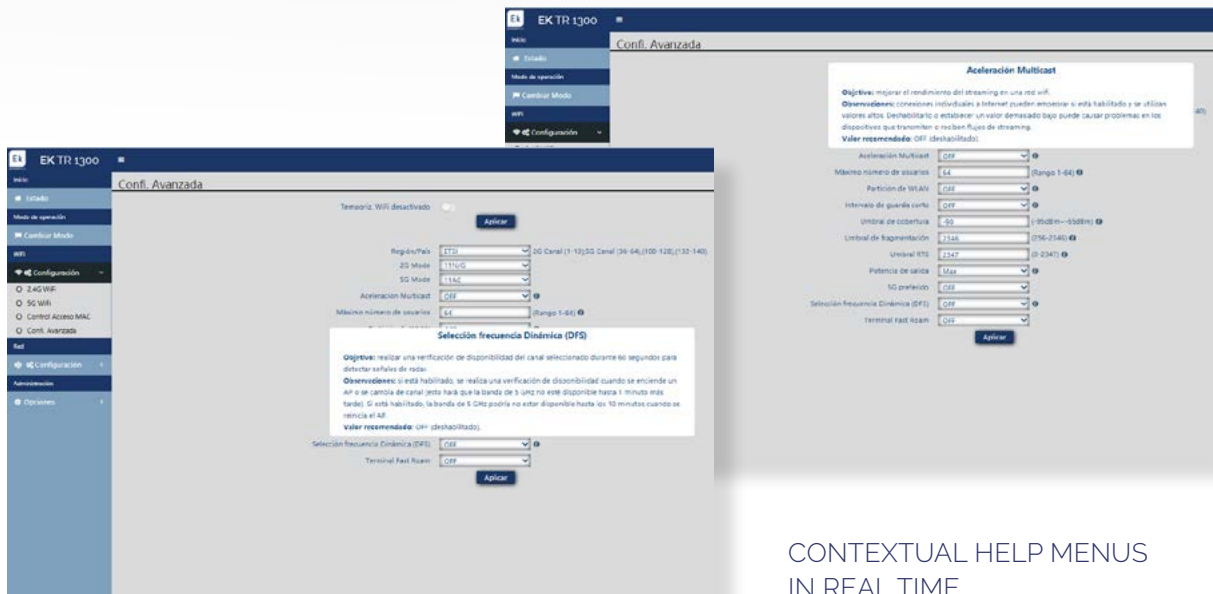 Ek EK TR 1300
Inicio
Confi. Avanzada
Estado
Modo de operación
Cambiar Modo
WiFi
Configuración
Aceleración Multicast
Objetivo: mejorar el rendimiento del streaming en una red wifi.
Observaciones: conexiones individuales a Internet pueden empeorar si está habilitado y se utilizan
valores altos. Deshabilitarlo o establecer un valor demasiado bajo puede causar problemas en los
dispositivos que transmiten o reciben flujos de streaming.
Valor recomendado: OFF (deshabilitado).
Aceleración Multicast OFF
Máximo número de usuarios 64 (Rango 1-64)
Partición de WLAN OFF
Intervalo de guarda corto OFF
Umbral de cobertura -90 (-95dBm~-65dBm)
Umbral de fragmentación 2346 (256-2346)
Umbral RTS 2347 (0-2347)
Potencia de salida Max
5G preferido OFF
Selección frecuencia Dinámica (DFS) OFF
Terminal Fast Roam OFF
Aplicar
Ek EK TR 1300
Inicio
Confi. Avanzada
Estado
Modo de operación
Cambiar Modo
WiFi
Configuración
2.4G WiFi
5G WiFi
Control Acceso MAC
Confi. Avanzada
Red
Configuración
Administración
Opciones
Temporiz. WiFi desactivado
Aplicar
Región/País ETSI 2G Canal (1-13);5G Canal (36-64),(100-128),(132-140)
2G Mode 11N/G
5G Mode 11AC
Aceleración Multicast OFF
Máximo número de usuarios 64 (Rango 1-64)
Selección frecuencia Dinámica (DFS)
Objetivo: realizar una verificación de disponibilidad del canal seleccionado durante 60 segundos para
detectar señales de radar.
Observaciones: si está habilitado, se realiza una verificación de disponibilidad cuando se enciende un
AP o se cambia de canal (esto hará que la banda de 5 GHz no esté disponible hasta 1 minuto más
tarde). Si está habilitado, la banda de 5 GHz podría no estar disponible hasta los 10 minutos cuando se
reinicia el AP.
Valor recomendado: OFF (deshabilitado).
Selección frecuencia Dinámica (DFS) OFF
Terminal Fast Roam OFF
Aplicar
CONTEXTUAL HELP MENUS
IN REAL TIME